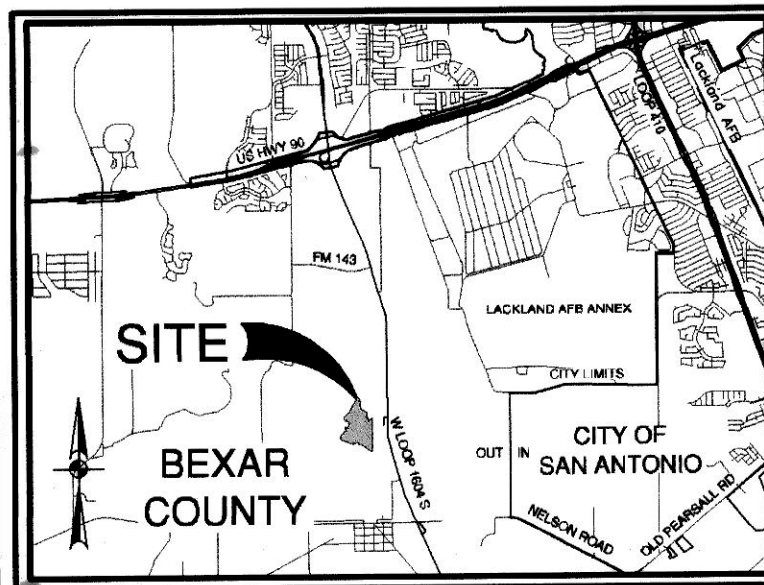 Lackland AFB
LOOP 410
US HWY 90
FM 143
LACKLAND AFB ANNEX
SITE
CITY LIMITS
W LOOP 1604 S
BEXAR
COUNTY
OUT IN
CITY OF
SAN ANTONIO
NELSON ROAD
OLD PEARSALL RD